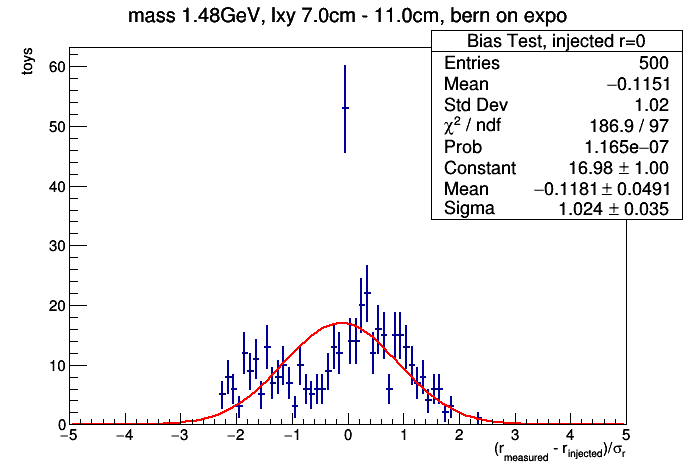 mass 1.48GeV, lxy 7.0cm - 11.0cm, bern on expo
Bias Test, injected r=0
Entries 500
Mean −0.1151
Std Dev 1.02
χ² / ndf 186.9 / 97
Prob 1.165e−07
Constant 16.98 ± 1.00
Mean −0.1181 ± 0.0491
Sigma 1.024 ± 0.035
toys
60
50
40
30
20
10
0
−5 −4 −3 −2 −1 0 1 2 3 4 5
(r_measured - r_injected)/σ_r